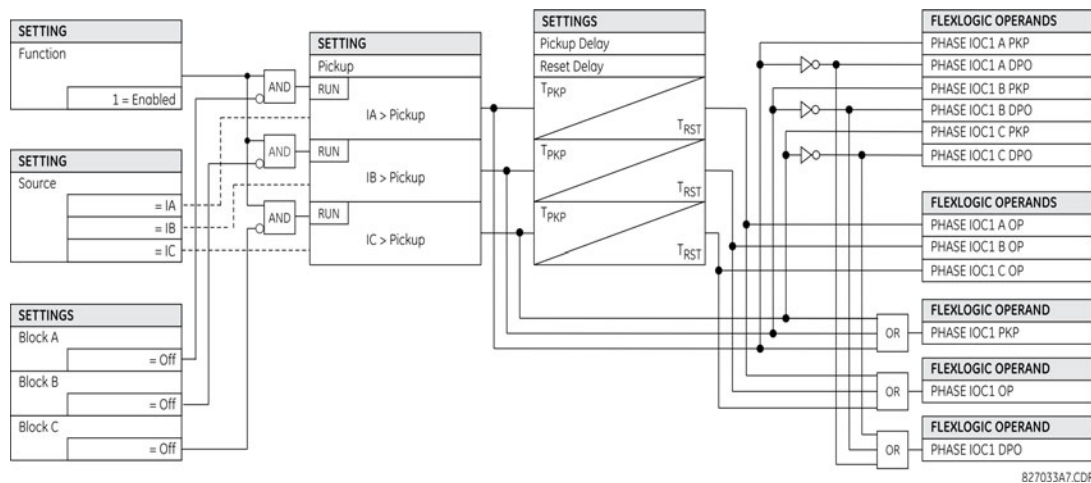 SETTING
Function
1 = Enabled
SETTING
Source
= IA
= IB
= IC
SETTINGS
Block A
= Off
Block B
= Off
Block C
= Off
AND
AND
AND
SETTING
Pickup
RUN
IA > Pickup
RUN
IB > Pickup
RUN
IC > Pickup
SETTINGS
Pickup Delay
Reset Delay
TPKP
TRST
TPKP
TRST
TPKP
TRST
OR
OR
OR
FLEXLOGIC OPERANDS
PHASE IOC1 A PKP
PHASE IOC1 A DPO
PHASE IOC1 B PKP
PHASE IOC1 B DPO
PHASE IOC1 C PKP
PHASE IOC1 C DPO
FLEXLOGIC OPERANDS
PHASE IOC1 A OP
PHASE IOC1 B OP
PHASE IOC1 C OP
FLEXLOGIC OPERAND
PHASE IOC1 PKP
FLEXLOGIC OPERAND
PHASE IOC1 OP
FLEXLOGIC OPERAND
PHASE IOC1 DPO
827033A7.CDR